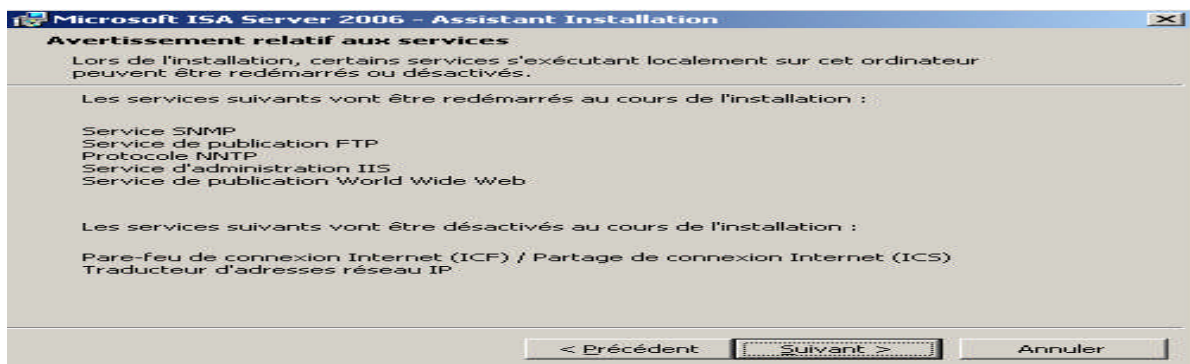 Microsoft ISA Server 2006 - Assistant Installation
Avertissement relatif aux services
Lors de l'installation, certains services s'exécutant localement sur cet ordinateur
peuvent être redémarrés ou désactivés.
Les services suivants vont être redémarrés au cours de l'installation :
Service SNMP
Service de publication FTP
Protocole NNTP
Service d'administration IIS
Service de publication World Wide Web
Les services suivants vont être désactivés au cours de l'installation :
Pare-feu de connexion Internet (ICF) / Partage de connexion Internet (ICS)
Traducteur d'adresses réseau IP
< Précédent
Suivant >
Annuler